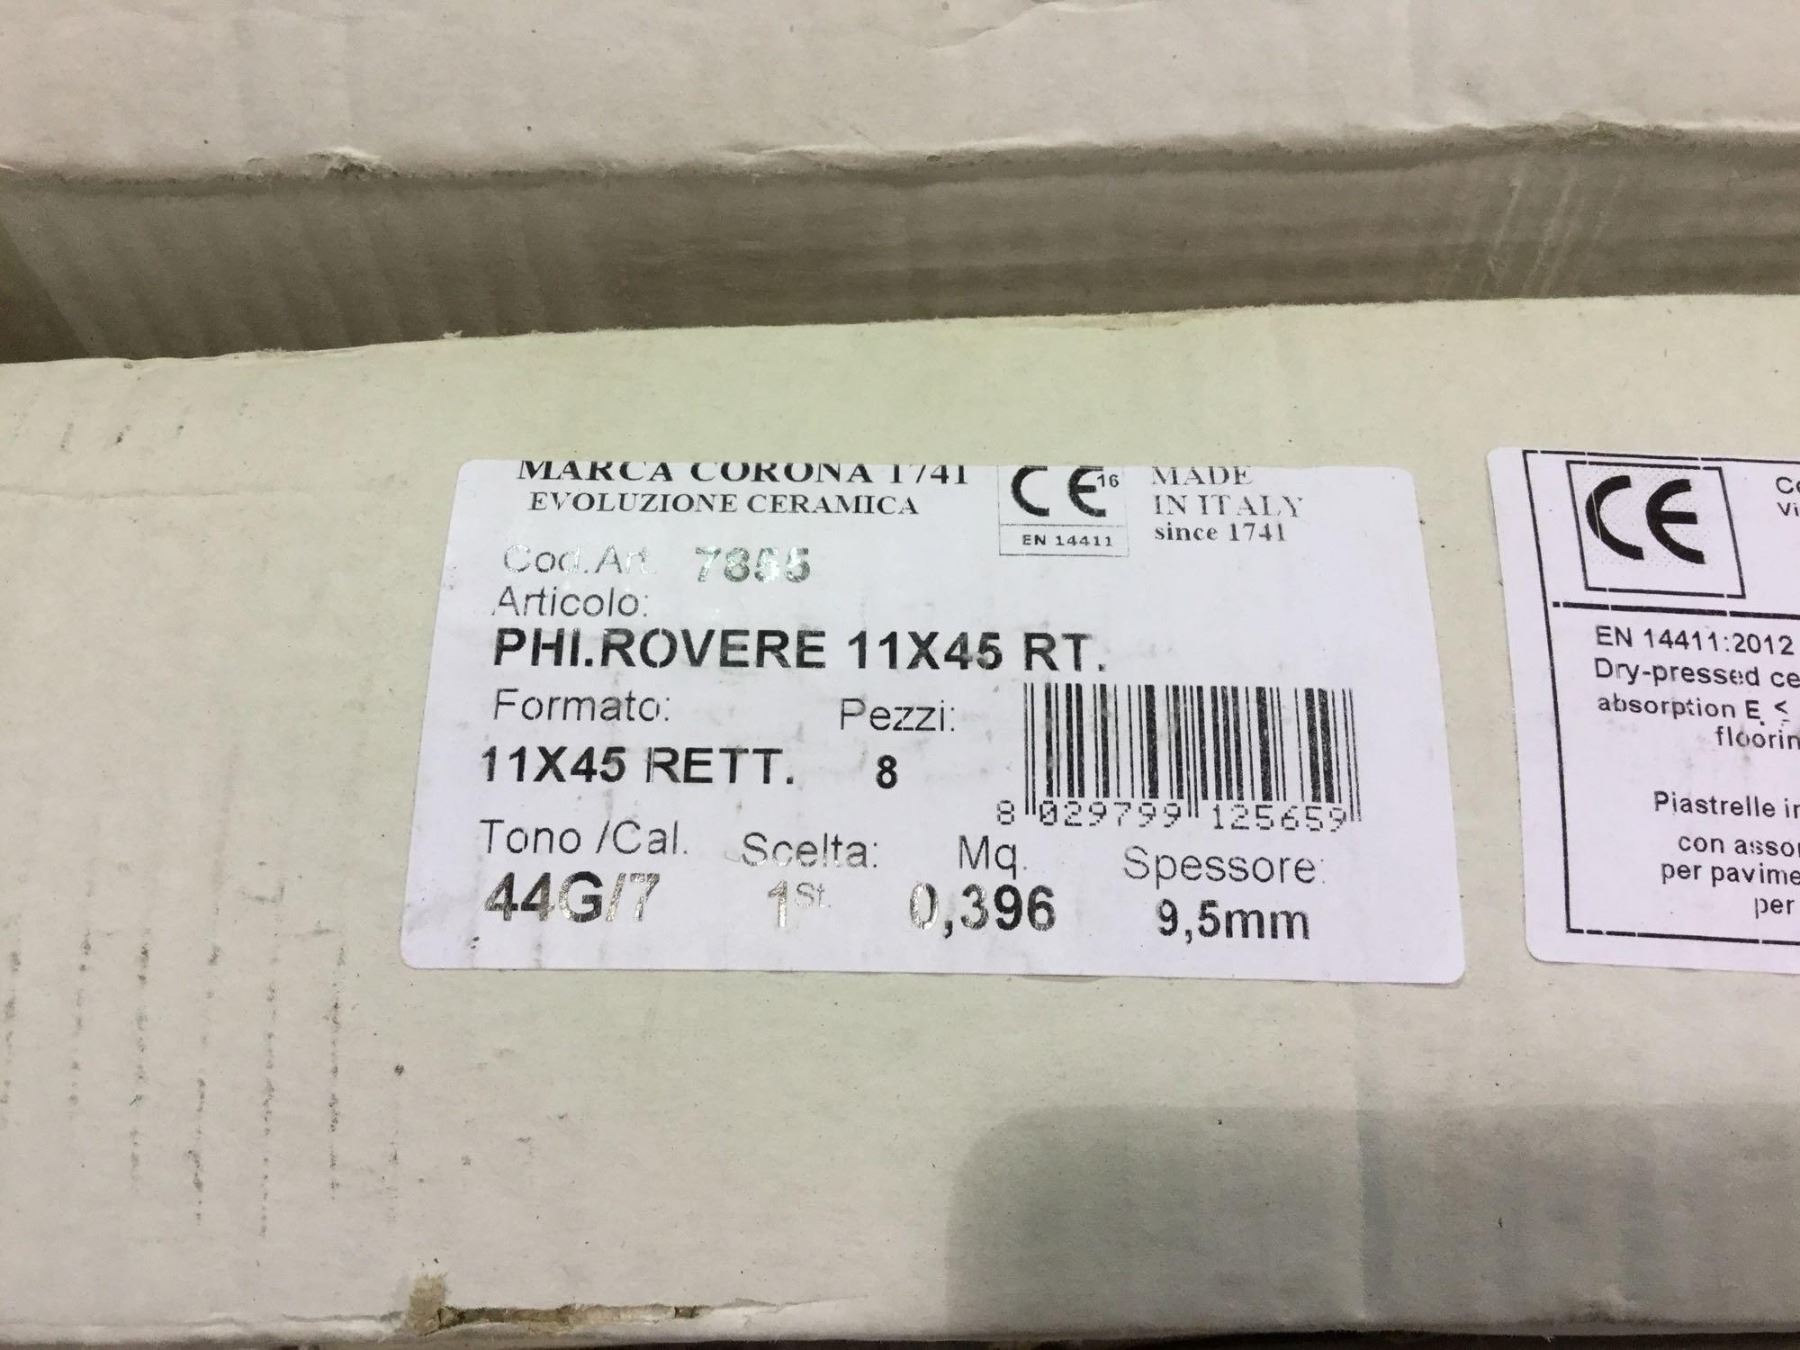 MARCA CORONA 1741
EVOLUZIONE CERAMICA
CE 16
EN 14411
MADE
IN ITALY
since 1741
Cod.Art. 7855
Articolo:
PHI.ROVERE 11X45 RT.
Formato: Pezzi:
11X45 RETT. 8
8 029799 125659
Tono /Cal. Scelta: Mq. Spessore:
44G/7 1St. 0,396 9,5mm
CE
EN 14411:2012
Dry-pressed ce
absorption E ≤
floorin
Piastrelle in
con assor
per pavime
per